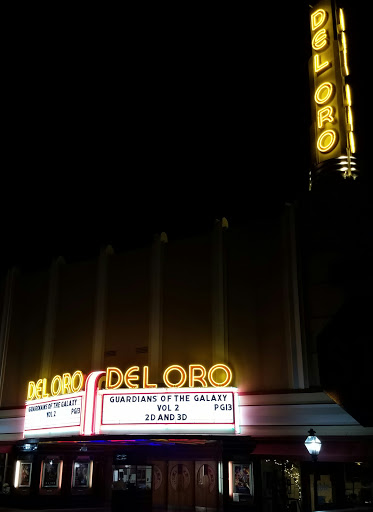 DEL ORO
DEL ORO
GUARDIANS OF THE GALAXY
VOL 2 PG13
DEL ORO
GUARDIANS OF THE GALAXY
VOL 2 PG13
2D AND 3D